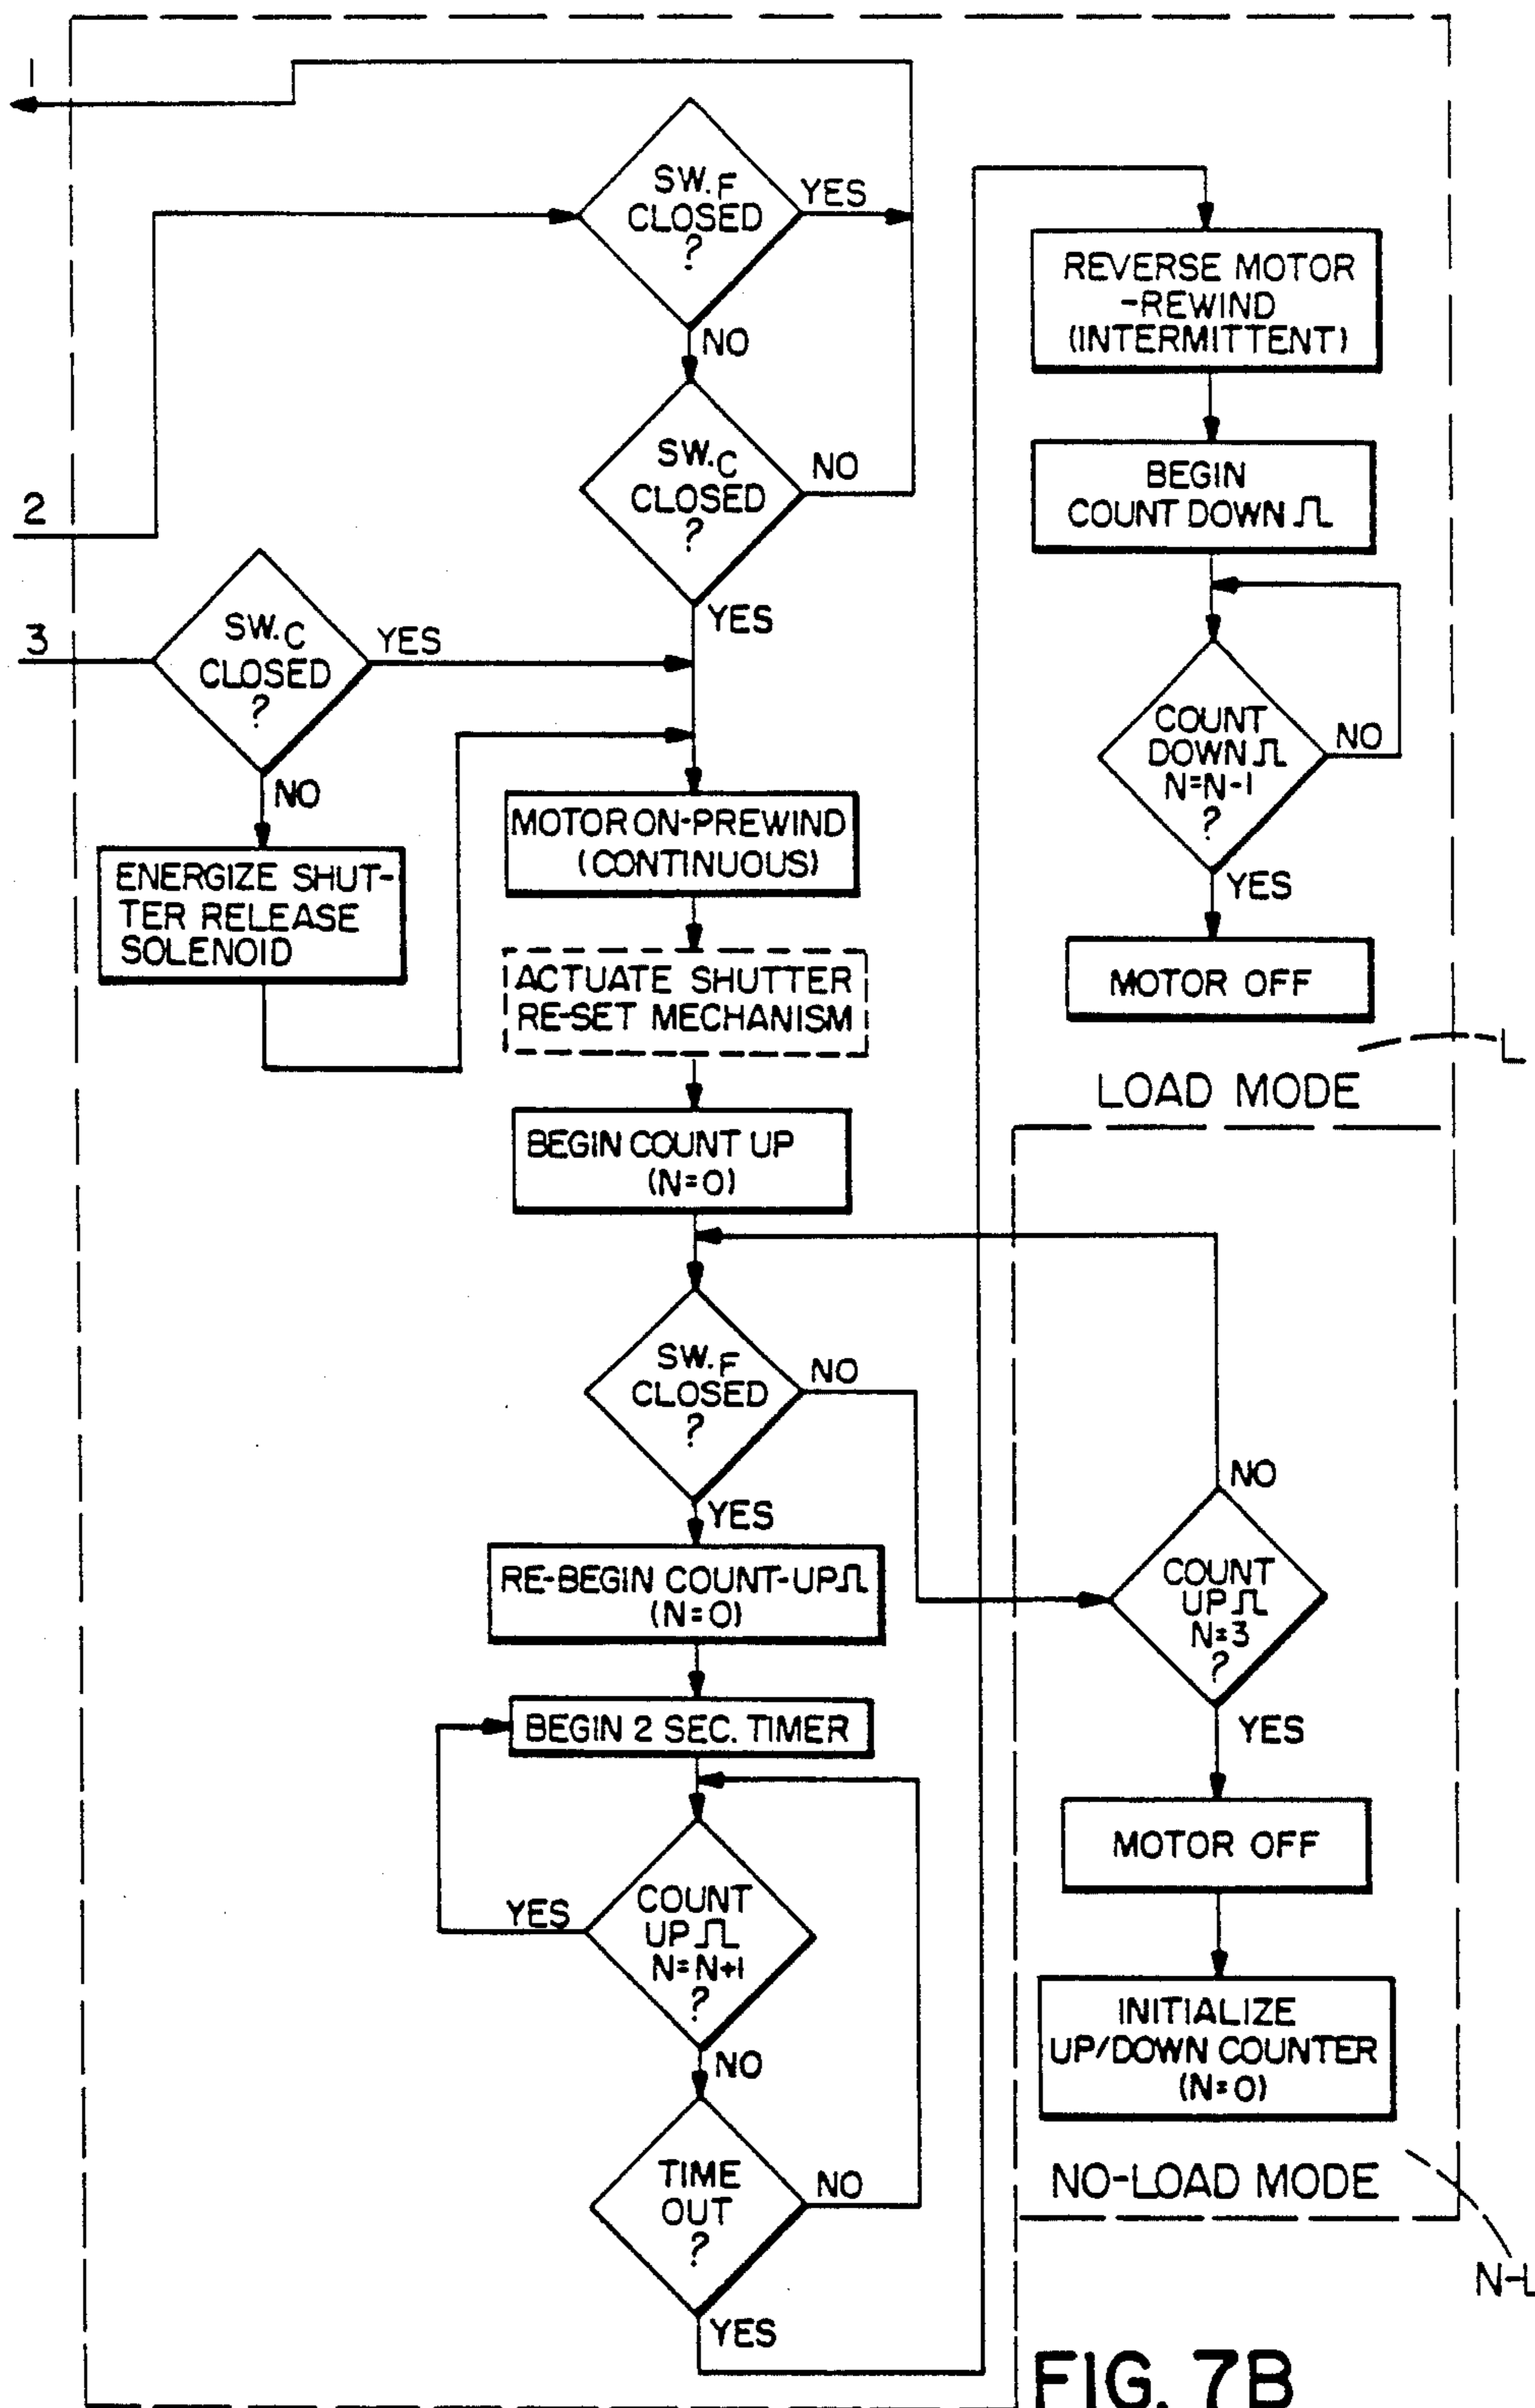 1
SW.F
CLOSED
?
YES
NO
SW.C
CLOSED
?
NO
YES
2
3
SW.C
CLOSED
?
YES
NO
ENERGIZE SHUT-
TER RELEASE
SOLENOID
MOTOR ON-PREWIND
(CONTINUOUS)
ACTUATE SHUTTER
RE-SET MECHANISM
BEGIN COUNT UP
(N=0)
SW.F
CLOSED
?
NO
YES
RE-BEGIN COUNT-UP
(N=0)
BEGIN 2 SEC. TIMER
COUNT
UP
N=N+1
?
YES
NO
TIME
OUT
?
NO
YES
REVERSE MOTOR
-REWIND
(INTERMITTENT)
BEGIN
COUNT DOWN
COUNT
DOWN
N=N-1
?
NO
YES
MOTOR OFF
L
LOAD MODE
NO
COUNT
UP
N=3
?
YES
MOTOR OFF
INITIALIZE
UP/DOWN COUNTER
(N=0)
NO-LOAD MODE
N-L
FIG. 7B